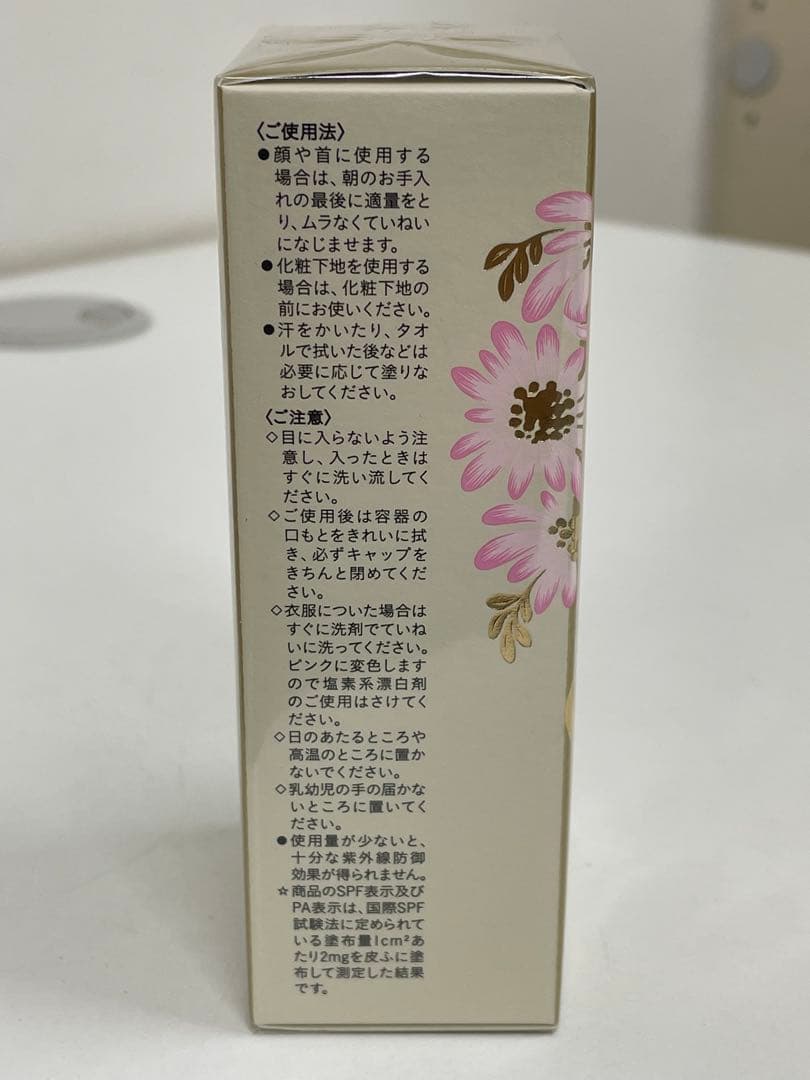 〈ご使用法〉
●顔や首に使用する
場合は、朝のお手入
れの最後に適量をと
り、ムラなくていねい
になじませます。
●化粧下地を使用する
場合は、化粧下地の
前にお使いください。
●汗をかいたり、タオ
ルで拭いた後などは
必要に応じて塗りな
おしてください。
〈ご注意〉
◇目に入らないよう注
意し、入ったときは
すぐに洗い流してく
ださい。
◇ご使用後は容器の
口もとをきれいに拭
き、必ずキャップを
きちんと閉めてくだ
さい。
◇衣服についた場合は
すぐに洗剤でていね
いに洗ってください。
ピンクに変色します
ので塩素系漂白剤
のご使用はさけてく
ださい。
◇日のあたるところや
高温のところに置か
ないでください。
◇乳幼児の手の届かな
いところに置いてく
ださい。
●使用量が少ないと、
十分な紫外線防御
効果が得られません。
☆商品のSPF表示及び
PA表示は、国際SPF
試験法に定められて
いる塗布量1cm²あ
たり2mgを皮ふに塗
布して測定した結果
です。